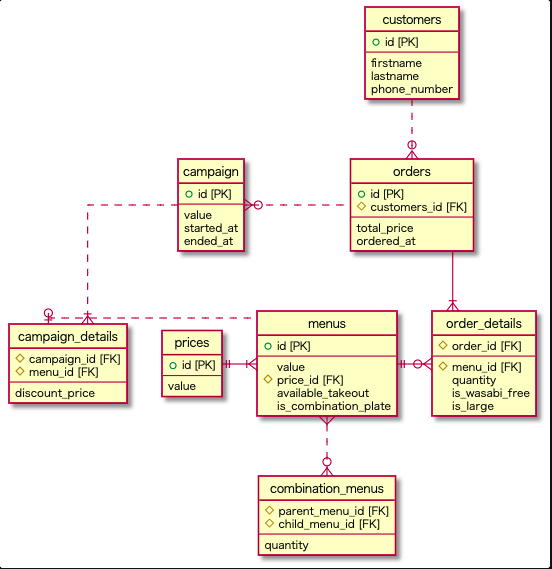 customers
id [PK]
firstname
lastname
phone_number
campaign
id [PK]
value
started_at
ended_at
orders
id [PK]
customers_id [FK]
total_price
ordered_at
campaign_details
campaign_id [FK]
menu_id [FK]
discount_price
prices
id [PK]
value
menus
id [PK]
value
price_id [FK]
available_takeout
is_combination_plate
order_details
order_id [FK]
menu_id [FK]
quantity
is_wasabi_free
is_large
combination_menus
parent_menu_id [FK]
child_menu_id [FK]
quantity